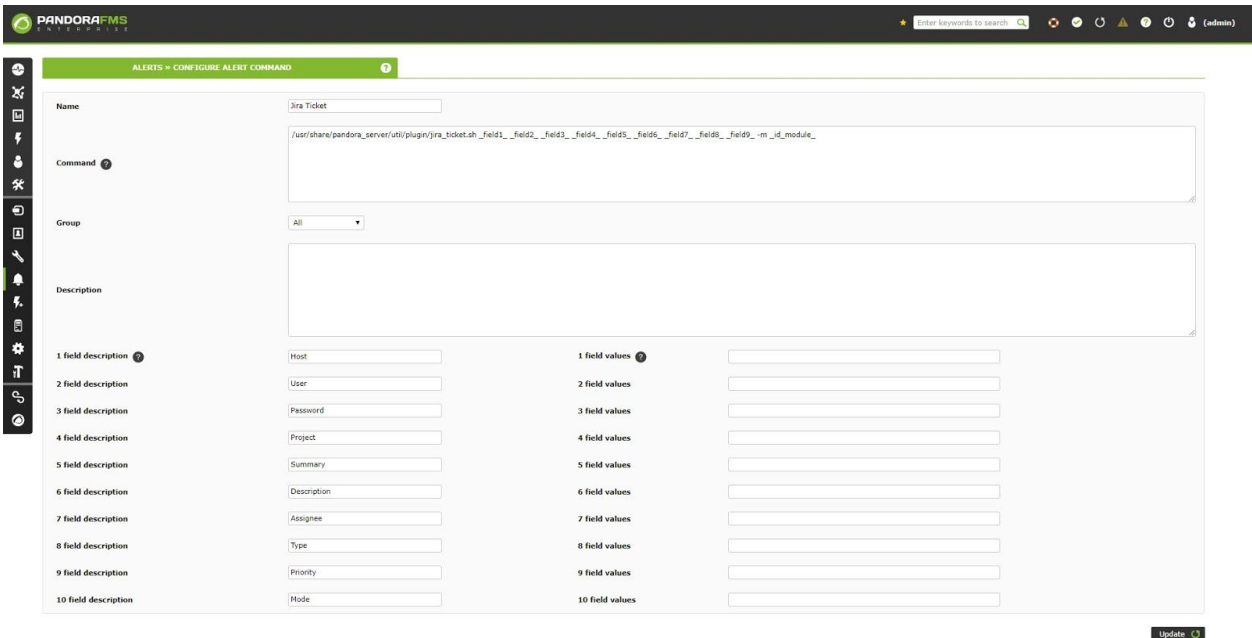 PANDORAFMS
ENTERPRISE
Enter keywords to search
(admin)
ALERTS » CONFIGURE ALERT COMMAND
Name
Jira Ticket
Command
/usr/share/pandora_server/util/plugin/jira_ticket.sh _field1_ _field2_ _field3_ _field4_ _field5_ _field6_ _field7_ _field8_ _field9_ -m _id_module_
Group
All
Description
1 field description
Host
1 field values
2 field description
User
2 field values
3 field description
Password
3 field values
4 field description
Project
4 field values
5 field description
Summary
5 field values
6 field description
Description
6 field values
7 field description
Assignee
7 field values
8 field description
Type
8 field values
9 field description
Priority
9 field values
10 field description
Mode
10 field values
Update